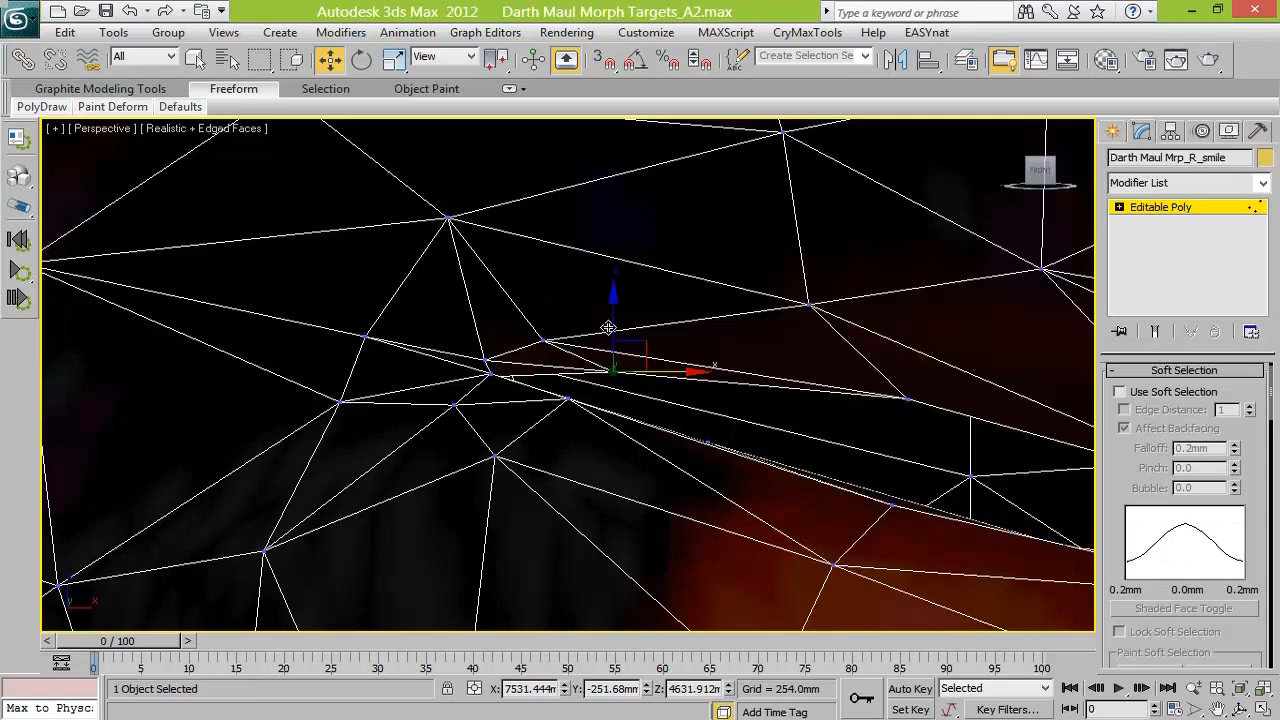 Autodesk 3ds Max 2012 Darth Maul Morph Targets_A2.max
Type a keyword or phrase
Edit Tools Group Views Create Modifiers Animation Graph Editors Rendering Customize MAXScript CryMaxTools Help EASYnat
All View 3 Create Selection Se
Graphite Modeling Tools Freeform Selection Object Paint
PolyDraw Paint Deform Defaults
[ + ] [ Perspective ] [ Realistic + Edged Faces ]
FRONT
Darth Maul Mrp_R_smile
Modifier List
Editable Poly
x
- Soft Selection
Use Soft Selection
Edge Distance: 1
Affect Backfacing
Falloff: 0.2mm
Pinch: 0.0
Bubble: 0.0
0.2mm 0.0mm 0.2mm
Shaded Face Toggle
Lock Soft Selection
Paint Soft Selection
x
< 0 / 100 >
0 5 10 15 20 25 30 35 40 45 50 55 60 65 70 75 80 85 90 95 100
1 Object Selected X: 7531.444m Y: -251.68mm Z: 4631.912m Grid = 254.0mm Auto Key Selected
Max to Physc Add Time Tag Set Key Key Filters... 0